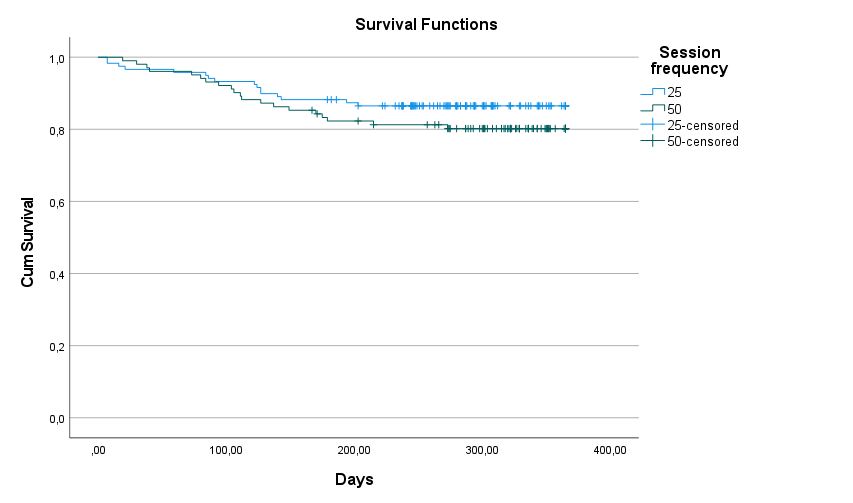 Survival Functions
Session
frequency
25
50
25-censored
50-censored
Cum Survival
1,0
0,8
0,6
0,4
0,2
0,0
,00
100,00
200,00
300,00
400,00
Days